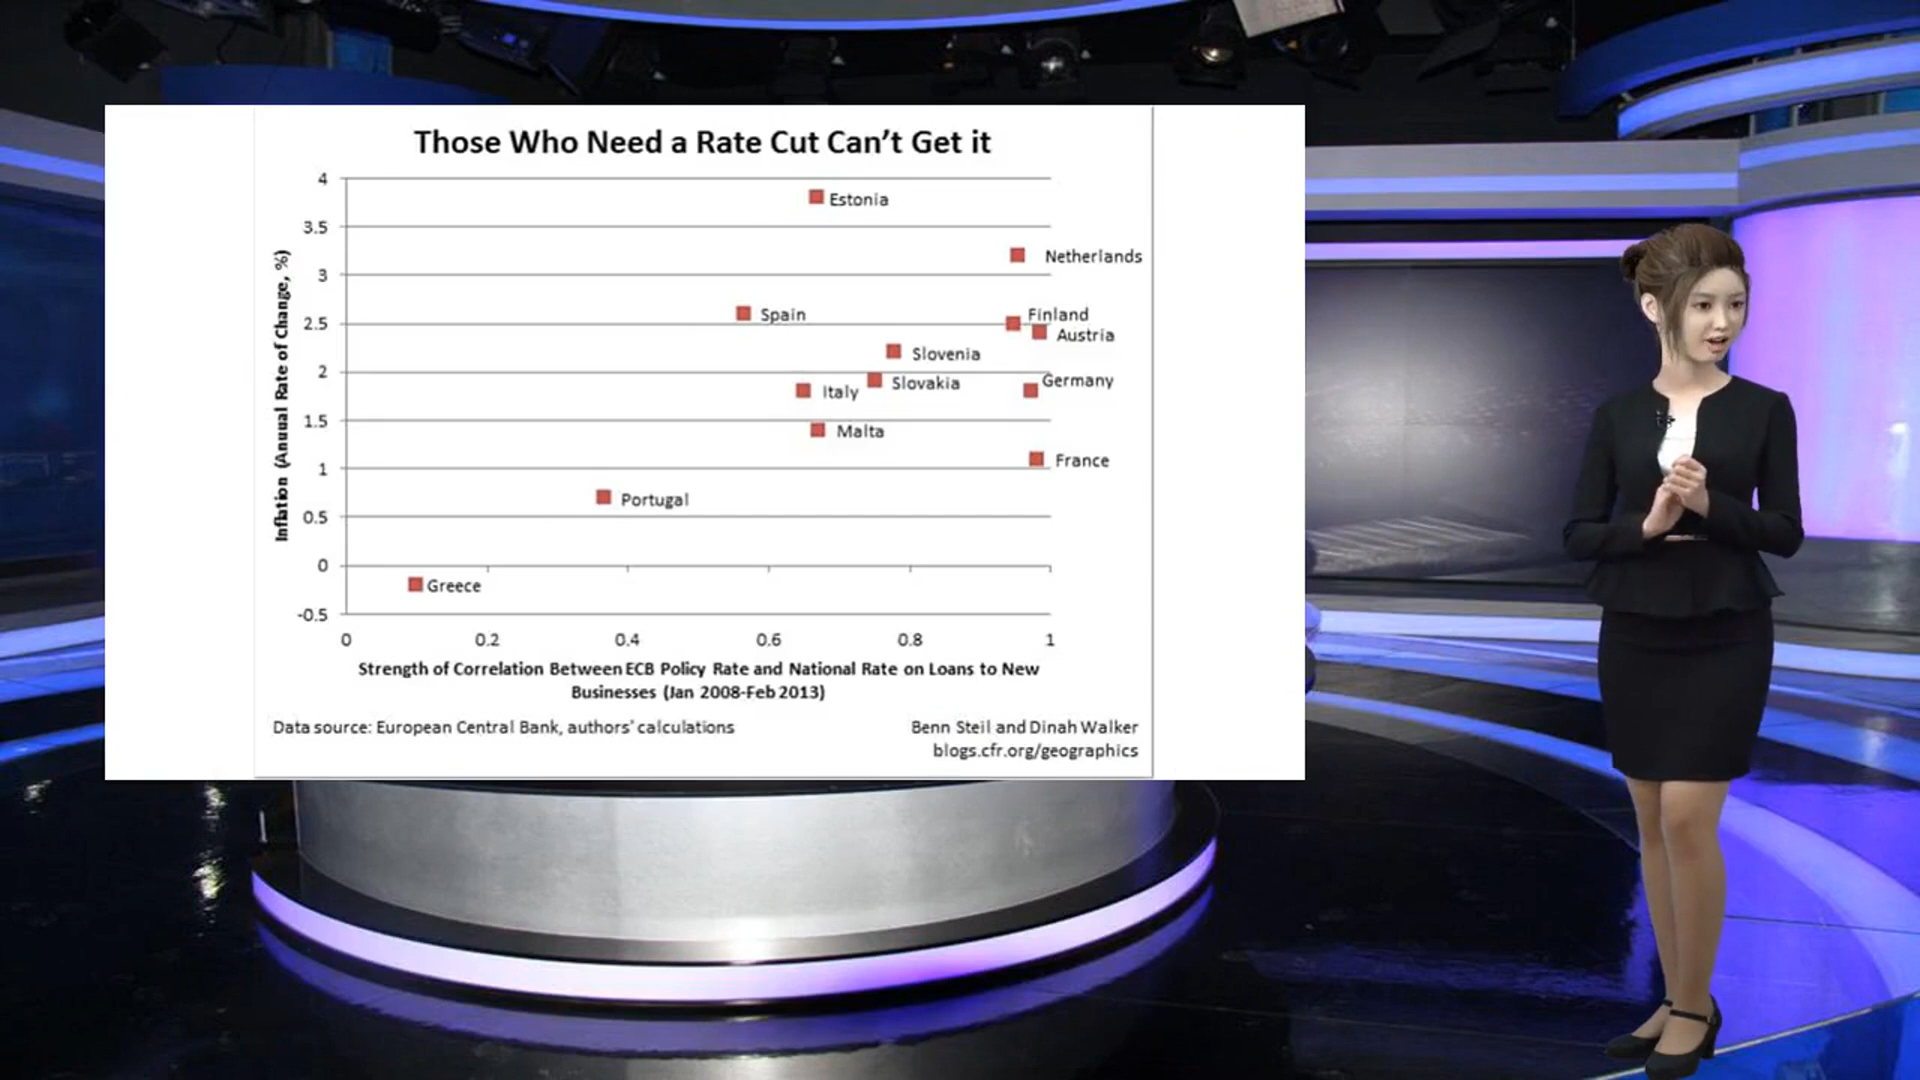 Those Who Need a Rate Cut Can't Get it
4
3.5
3
2.5
2
1.5
1
0.5
0
-0.5
Inflation (Anuual Rate of Change, %)
Estonia
Netherlands
Spain
Finland
Austria
Slovenia
Germany
Slovakia
Italy
Malta
France
Portugal
Greece
0 0.2 0.4 0.6 0.8 1
Strength of Correlation Between ECB Policy Rate and National Rate on Loans to New
Businesses (Jan 2008-Feb 2013)
Data source: European Central Bank, authors' calculations
Benn Steil and Dinah Walker
blogs.cfr.org/geographics